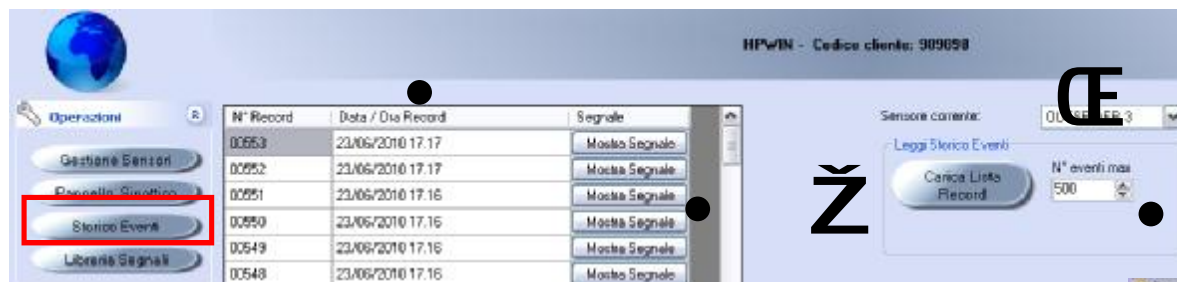 HPWIN - Codice cliente: 909090
Operazioni
Gestione Sensori
Pannello Sinottico
Storico Eventi
Libreria Segnali
N° Record Data / Ora Record Segnale
00553 23/06/2010 17.17 Mostra Segnale
00552 23/06/2010 17.17 Mostra Segnale
00551 23/06/2010 17.16 Mostra Segnale
00550 23/06/2010 17.16 Mostra Segnale
00549 23/06/2010 17.16 Mostra Segnale
00548 23/06/2010 17.16 Mostra Segnale
Œ
Sensore corrente:
Leggi Storico Eventi
Ž
Carica Lista
Record
N° eventi max
500